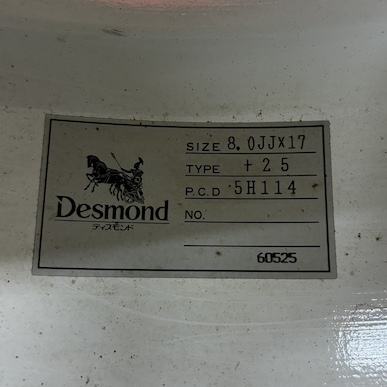 SIZE 8.0JJX17
TYPE +25
P.C.D 5H114
NO.
Desmond
ディスモンド
60525